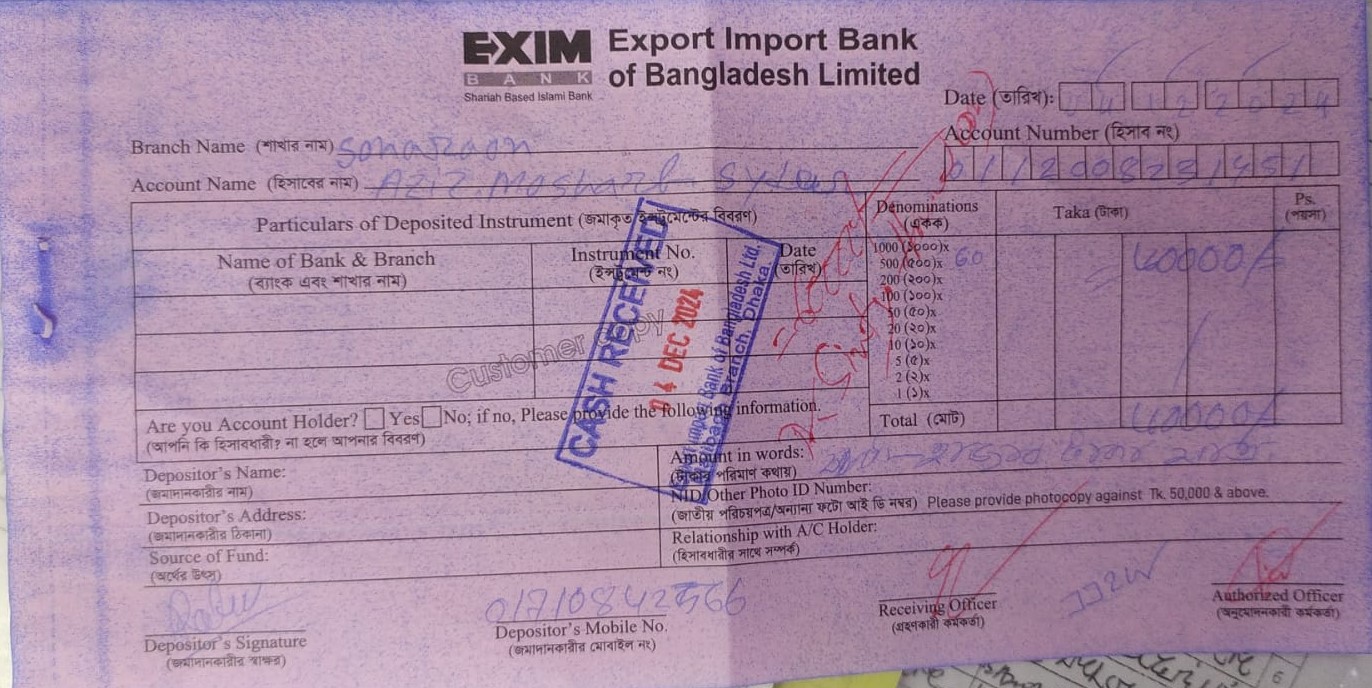 EXIM
BANK
Shariah Based Islami Bank
Export Import Bank
of Bangladesh Limited
Date (তারিখ): 04 12 2024
Branch Name (শাখার নাম) Sonargaon
Account Number (হিসাব নং)
Account Name (হিসাবের নাম) Aziz
Particulars of Deposited Instrument (জমাকৃত ইন্সট্রুমেন্টের বিবরণ)
Denominations
(একক)
Taka (টাকা)
Ps.
(পয়সা)
Name of Bank & Branch
(ব্যাংক এবং শাখার নাম)
Instrument No.
(ইন্সট্রুমেন্ট নং)
Date
(তারিখ)
1000 (১০০০)x
500 (৫০০)x 60
200 (২০০)x
100 (১০০)x
50 (৫০)x
20 (২০)x
10 (১০)x
5 (৫)x
2 (২)x
1 (১)x
Customer Copy
CASH RECEIVED
04 DEC 2024
Export Import Bank of Bangladesh Ltd.
Branch, Dhaka
Are you Account Holder? Yes No; if no, Please provide the following information.
(আপনি কি হিসাবধারী? না হলে আপনার বিবরণ)
Total (মোট)
Depositor's Name:
(জমাদানকারীর নাম)
Amount in words:
(টাকার পরিমাণ কথায়)
Depositor's Address:
(জমাদানকারীর ঠিকানা)
NID/Other Photo ID Number:
(জাতীয় পরিচয়পত্র/অন্যান্য ফটো আই ডি নম্বর) Please provide photocopy against Tk. 50,000 & above.
Source of Fund:
(অর্থের উৎস)
Relationship with A/C Holder:
(হিসাবধারীর সাথে সম্পর্ক)
01710842566
Depositor's Signature
(জমাদানকারীর স্বাক্ষর)
Depositor's Mobile No.
(জমাদানকারীর মোবাইল নং)
Receiving Officer
(গ্রহণকারী কর্মকর্তা)
Authorized Officer
(অনুমোদনকারী কর্মকর্তা)